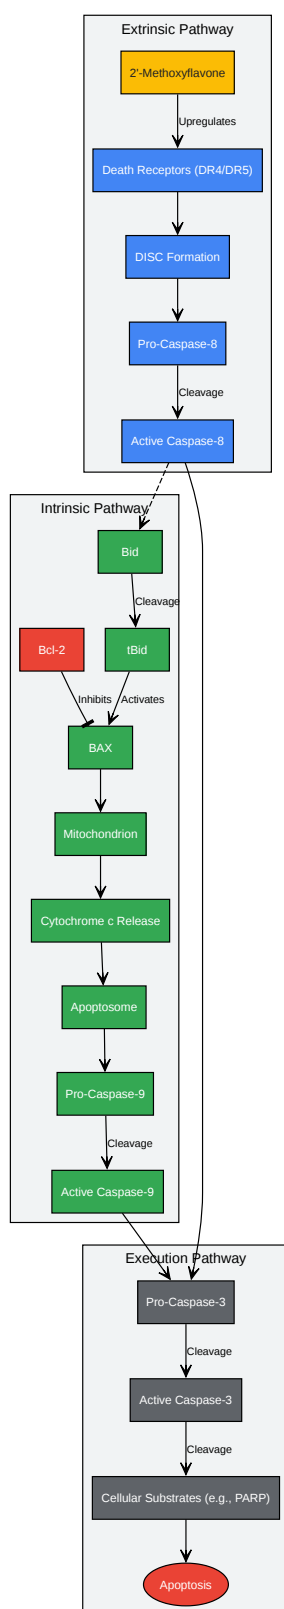 Extrinsic Pathway
2'-Methoxyflavone
Upregulates
Death Receptors (DR4/DR5)
DISC Formation
Pro-Caspase-8
Cleavage
Active Caspase-8
Intrinsic Pathway
Bid
Cleavage
Bcl-2
tBid
Inhibits
Activates
BAX
Mitochondrion
Cytochrome c Release
Apoptosome
Pro-Caspase-9
Cleavage
Active Caspase-9
Execution Pathway
Pro-Caspase-3
Cleavage
Active Caspase-3
Cleavage
Cellular Substrates (e.g., PARP)
Apoptosis